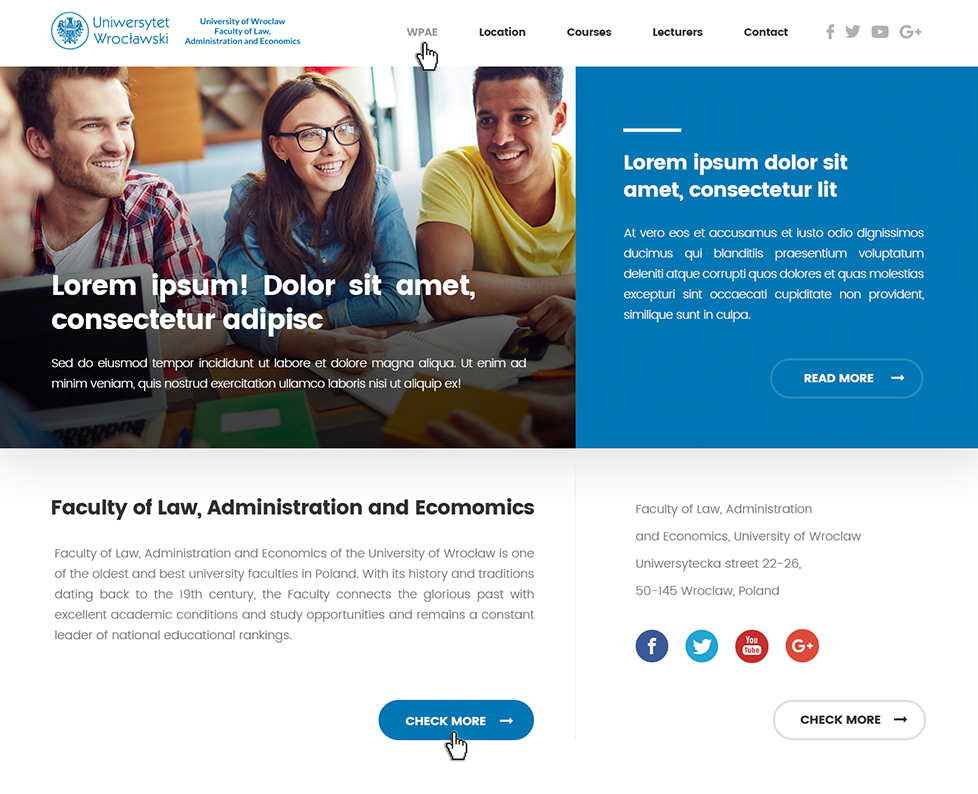 Uniwersytet
Wrocławski
University of Wroclaw
Faculty of Law,
Administration and Economics
WPAE
Location
Courses
Lecturers
Contact
f
G+
Lorem ipsum! Dolor sit amet,
consectetur adipisc
Sed do eiusmod tempor incididunt ut labore et dolore magna aliqua. Ut enim ad
minim veniam, quis nostrud exercitation ullamco laboris nisi ut aliquip ex!
Lorem ipsum dolor sit
amet, consectetur lit
At vero eos et accusamus et iusto odio dignissimos
ducimus qui blanditiis praesentium voluptatum
deleniti atque corrupti quos dolores et quas molestias
excepturi sint occaecati cupiditate non provident,
similique sunt in culpa.
READ MORE
Faculty of Law, Administration and Ecomomics
Faculty of Law, Administration and Economics of the University of Wrocław is one
of the oldest and best university faculties in Poland. With its history and traditions
dating back to the 19th century, the Faculty connects the glorious past with
excellent academic conditions and study opportunities and remains a constant
leader of national educational rankings.
CHECK MORE
Faculty of Law, Administration
and Economics, University of Wroclaw
Uniwersytecka street 22-26,
50-145 Wroclaw, Poland
f
You
Tube
G+
CHECK MORE